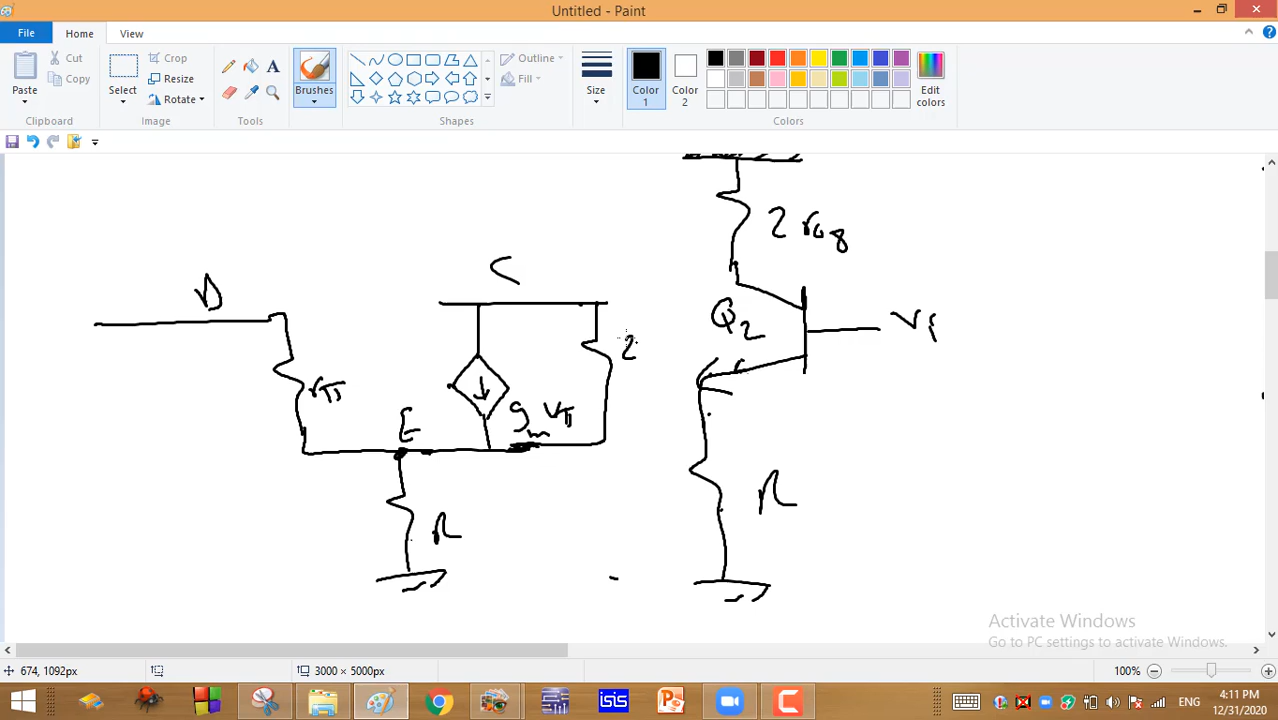 Untitled - Paint
File
Home
View
Paste
Cut
Copy
Clipboard
Select
Crop
Resize
Rotate
Image
Tools
Brushes
Outline
Fill
Shapes
Size
Color
1
Color
2
Edit
colors
Colors
C
Q2
Vi
rπ
E
gm Vπ
2
R
R
Activate Windows
Go to PC settings to activate Windows.
674, 1092px
3000 × 5000px
100%
isis
ENG
4:11 PM
12/31/2020